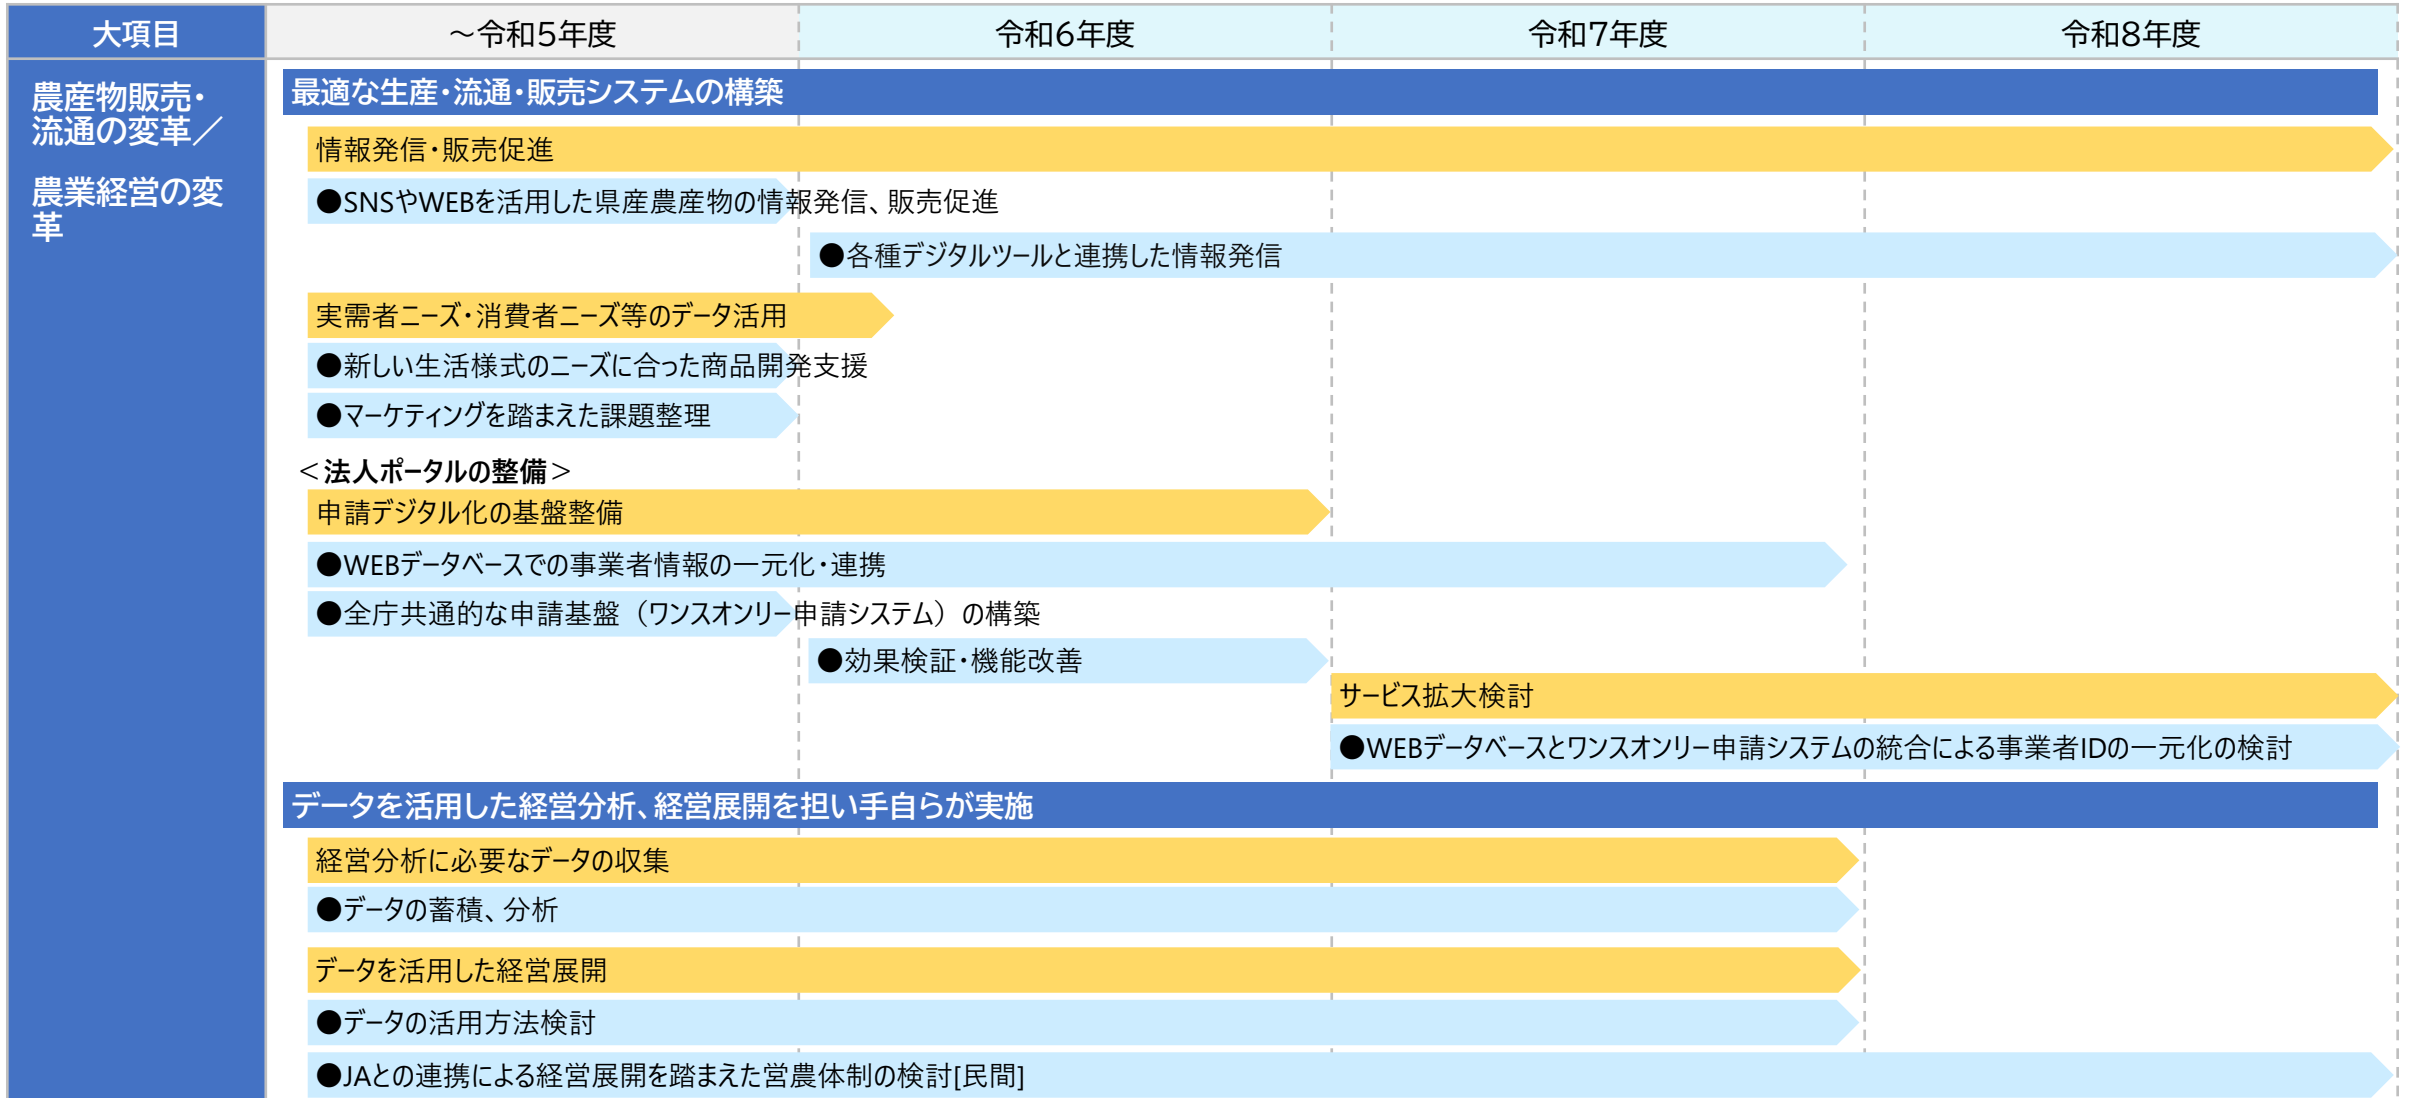 大項目
～令和5年度
令和6年度
令和7年度
令和8年度
農産物販売・
流通の変革／
農業経営の変
革
最適な生産・流通・販売システムの構築
情報発信・販売促進
●SNSやWEBを活用した県産農産物の情報発信、販売促進
●各種デジタルツールと連携した情報発信
実需者ニーズ・消費者ニーズ等のデータ活用
●新しい生活様式のニーズに合った商品開発支援
●マーケティングを踏まえた課題整理
＜法人ポータルの整備＞
申請デジタル化の基盤整備
●WEBデータベースでの事業者情報の一元化・連携
●全庁共通的な申請基盤（ワンスオンリー申請システム）の構築
●効果検証・機能改善
サービス拡大検討
●WEBデータベースとワンスオンリー申請システムの統合による事業者IDの一元化の検討
データを活用した経営分析、経営展開を担い手自らが実施
経営分析に必要なデータの収集
●データの蓄積、分析
データを活用した経営展開
●データの活用方法検討
●JAとの連携による経営展開を踏まえた営農体制の検討[民間]